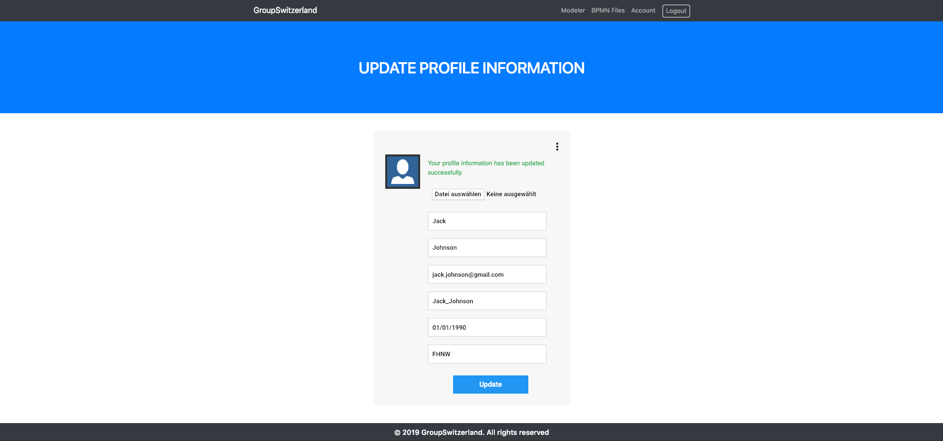 GroupSwitzerland
Modeler BPMN Files Account Logout
UPDATE PROFILE INFORMATION
Your profile information has been updated
successfully.
Datei auswählen Keine ausgewählt
Jack
Johnson
jack.johnson@gmail.com
Jack_Johnson
01/01/1990
FHNW
Update
© 2019 GroupSwitzerland. All rights reserved